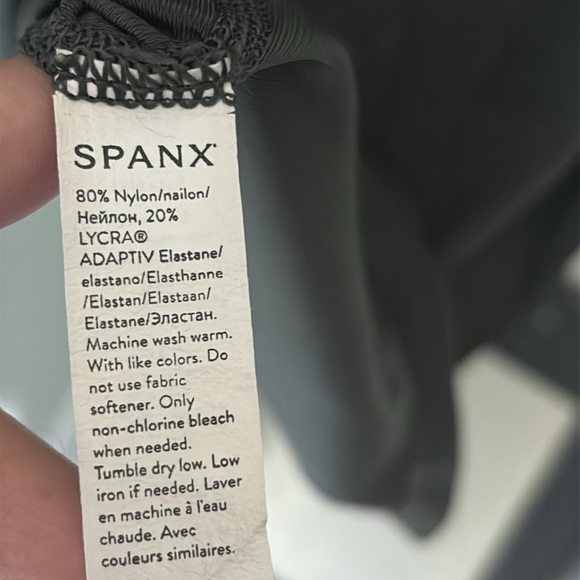 SPANX
80% Nylon/nailon/
Нейлон, 20%
LYCRA®
ADAPTIV Elastane/
elastano/Elasthanne
/Elastan/Elastaan/
Elastane/Эластан.
Machine wash warm.
With like colors. Do
not use fabric
softener. Only
non-chlorine bleach
when needed.
Tumble dry low. Low
iron if needed. Laver
en machine à l'eau
chaude. Avec
couleurs similaires.